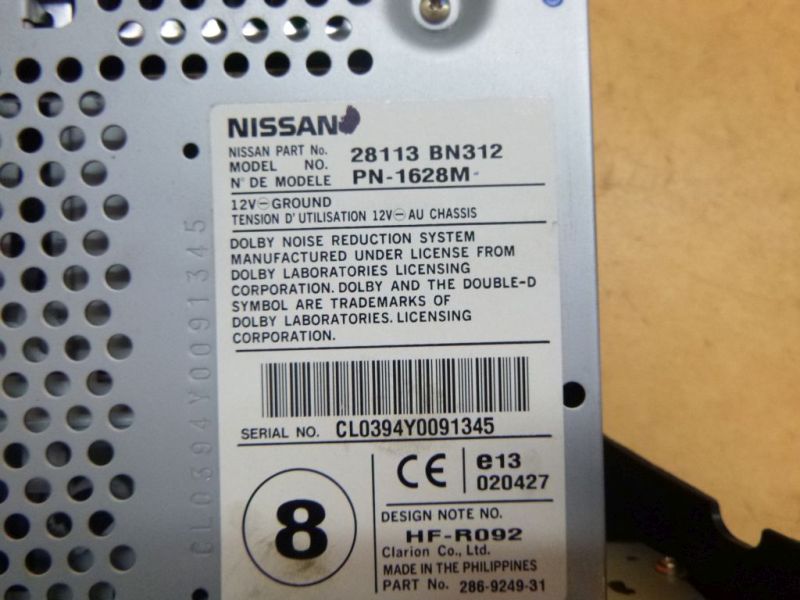 NISSAN
NISSAN PART No. 28113 BN312
MODEL NO.
N° DE MODELE PN-1628M
12V⊖GROUND
TENSION D'UTILISATION 12V⊖AU CHASSIS
DOLBY NOISE REDUCTION SYSTEM
MANUFACTURED UNDER LICENSE FROM
DOLBY LABORATORIES LICENSING
CORPORATION. DOLBY AND THE DOUBLE-D
SYMBOL ARE TRADEMARKS OF
DOLBY LABORATORIES. LICENSING
CORPORATION.
SERIAL NO. CL0394Y0091345
8
CE
e13
020427
DESIGN NOTE NO.
HF-R092
Clarion Co., Ltd.
MADE IN THE PHILIPPINES
PART No. 286-9249-31
CL0394Y0091345